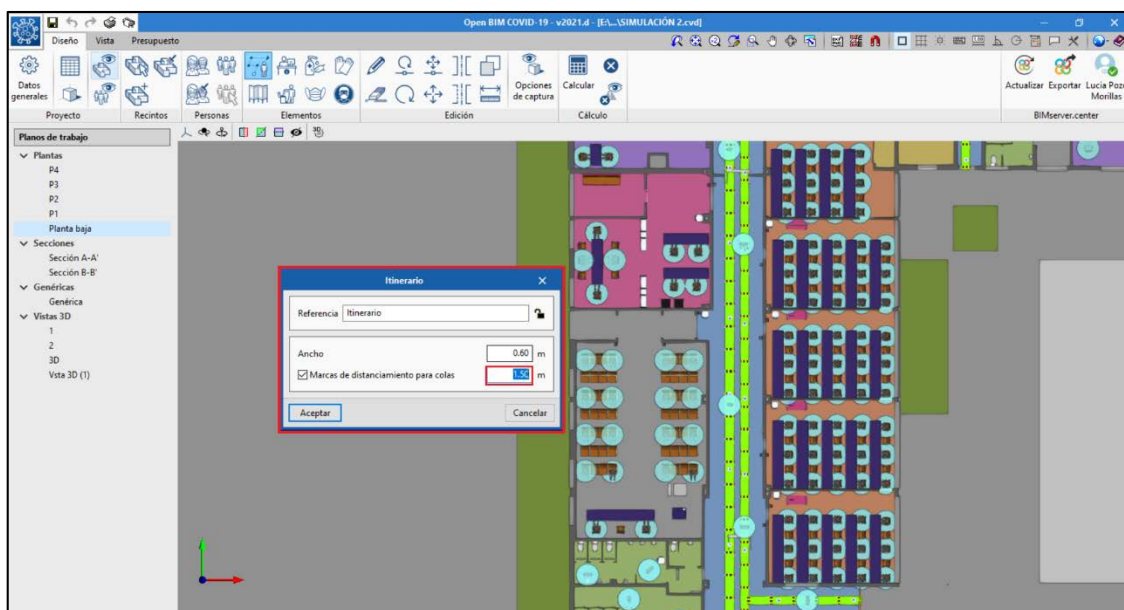 Open BIM COVID-19 - v2021.d - [E:\...\SIMULACIÓN 2.cvd]
Diseño Vista Presupuesto
Datos generales
Opciones de captura
Calcular
Actualizar Exportar Lucia Poz Morillas
Proyecto Recintos Personas Elementos Edición Cálculo BIMserver.center
Planos de trabajo
Plantas
P4
P3
P2
P1
Planta baja
Secciones
Sección A-A'
Sección B-B'
Genéricas
Genérica
Vistas 3D
1
2
3D
Vsta 3D (1)
Itinerario
Referencia Itinerario
Ancho 0.60 m
Marcas de distanciamiento para colas 1.50 m
Aceptar Cancelar